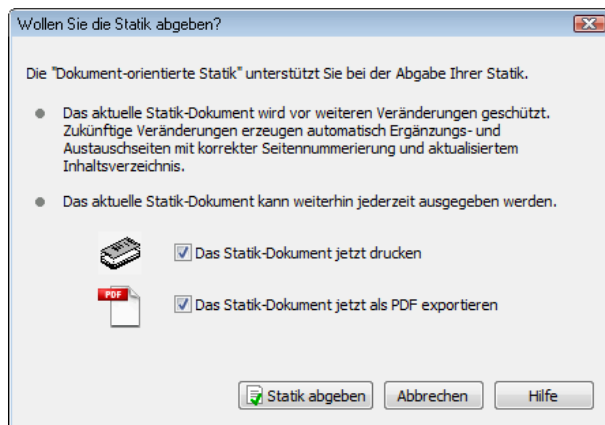 Wollen Sie die Statik abgeben?
Die "Dokument-orientierte Statik" unterstützt Sie bei der Abgabe Ihrer Statik.
Das aktuelle Statik-Dokument wird vor weiteren Veränderungen geschützt.
Zukünftige Veränderungen erzeugen automatisch Ergänzungs- und
Austauschseiten mit korrekter Seitennummerierung und aktualisiertem
Inhaltsverzeichnis.
Das aktuelle Statik-Dokument kann weiterhin jederzeit ausgegeben werden.
Das Statik-Dokument jetzt drucken
PDF
Das Statik-Dokument jetzt als PDF exportieren
Statik abgeben Abbrechen Hilfe